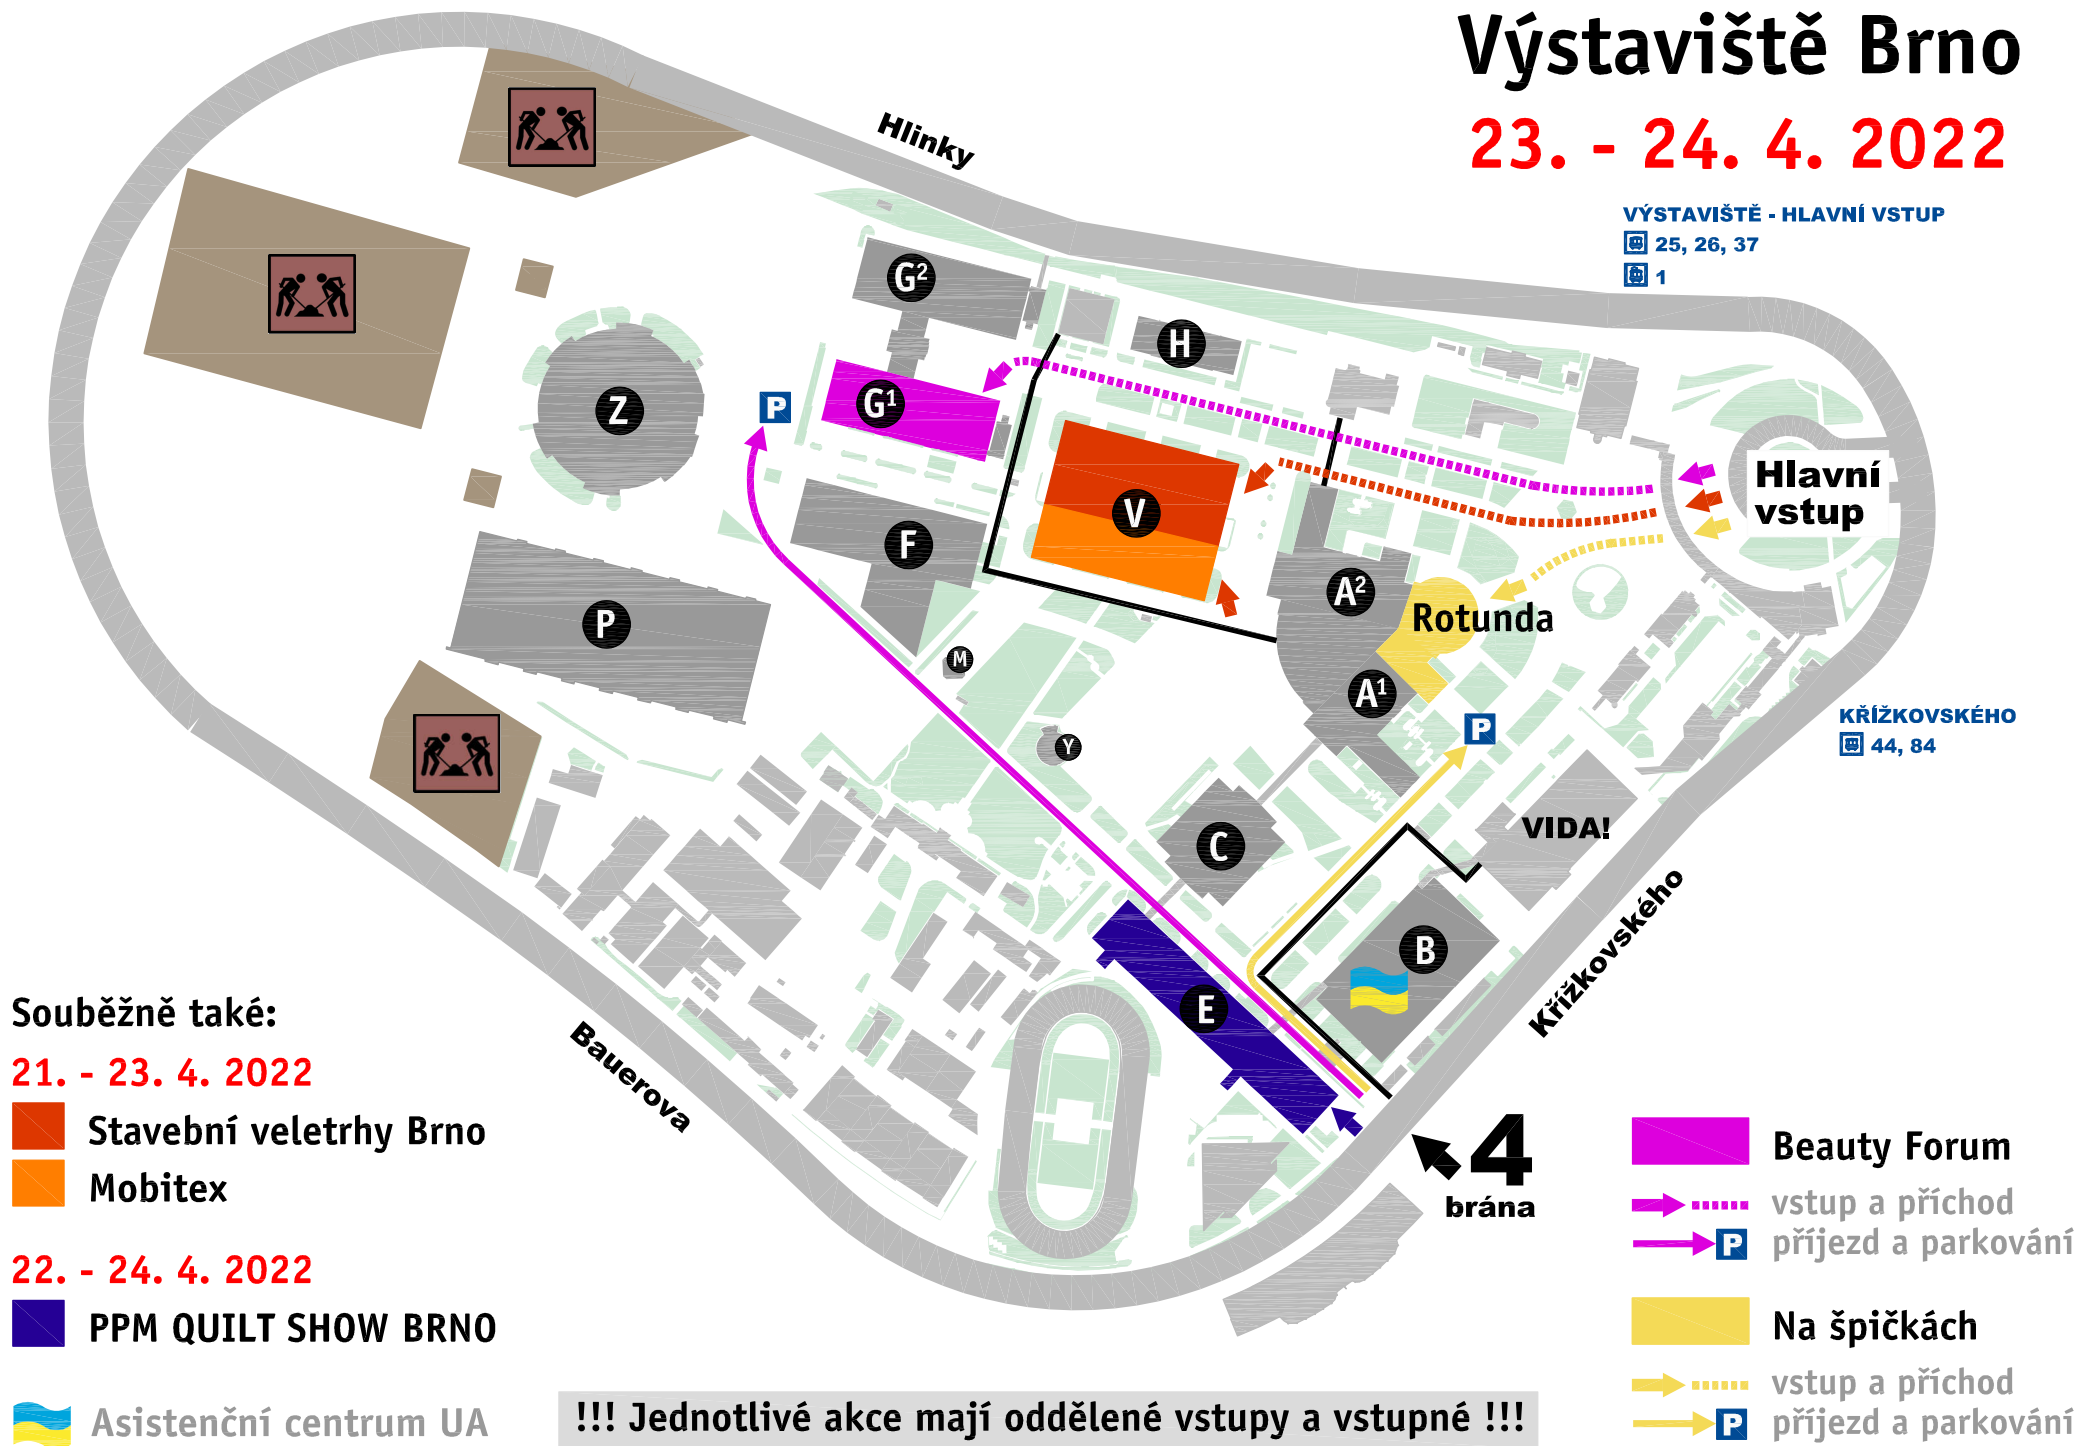 Výstaviště Brno
23. - 24. 4. 2022
VÝSTAVIŠTĚ - HLAVNÍ VSTUP
25, 26, 37
1
Hlinky
G2
H
Z
P
G1
Hlavní
vstup
V
F
A2
Rotunda
P
M
A1
KŘÍŽKOVSKÉHO
44, 84
P
Y
VIDA!
C
Křížkovského
B
E
Bauerova
Souběžně také:
21. - 23. 4. 2022
Stavební veletrhy Brno
Mobitex
22. - 24. 4. 2022
PPM QUILT SHOW BRNO
Asistenční centrum UA
4
brána
Beauty Forum
vstup a příchod
P příjezd a parkování
Na špičkách
vstup a příchod
P příjezd a parkování
!!! Jednotlivé akce mají oddělené vstupy a vstupné !!!